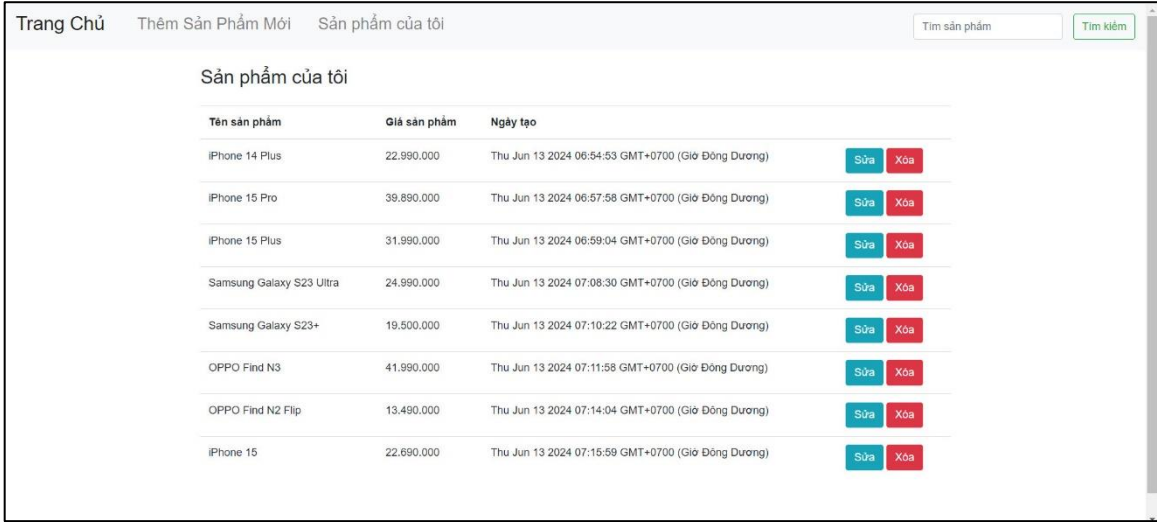 Trang Chủ Thêm Sản Phẩm Mới Sản phẩm của tôi Tìm sản phẩm Tìm kiếm
Sản phẩm của tôi
Tên sản phẩm Giá sản phẩm Ngày tạo
iPhone 14 Plus 22.990.000 Thu Jun 13 2024 06:54:53 GMT+0700 (Giờ Đông Dương) Sửa Xóa
iPhone 15 Pro 39.890.000 Thu Jun 13 2024 06:57:58 GMT+0700 (Giờ Đông Dương) Sửa Xóa
iPhone 15 Plus 31.990.000 Thu Jun 13 2024 06:59:04 GMT+0700 (Giờ Đông Dương) Sửa Xóa
Samsung Galaxy S23 Ultra 24.990.000 Thu Jun 13 2024 07:08:30 GMT+0700 (Giờ Đông Dương) Sửa Xóa
Samsung Galaxy S23+ 19.500.000 Thu Jun 13 2024 07:10:22 GMT+0700 (Giờ Đông Dương) Sửa Xóa
OPPO Find N3 41.990.000 Thu Jun 13 2024 07:11:58 GMT+0700 (Giờ Đông Dương) Sửa Xóa
OPPO Find N2 Flip 13.490.000 Thu Jun 13 2024 07:14:04 GMT+0700 (Giờ Đông Dương) Sửa Xóa
iPhone 15 22.690.000 Thu Jun 13 2024 07:15:59 GMT+0700 (Giờ Đông Dương) Sửa Xóa